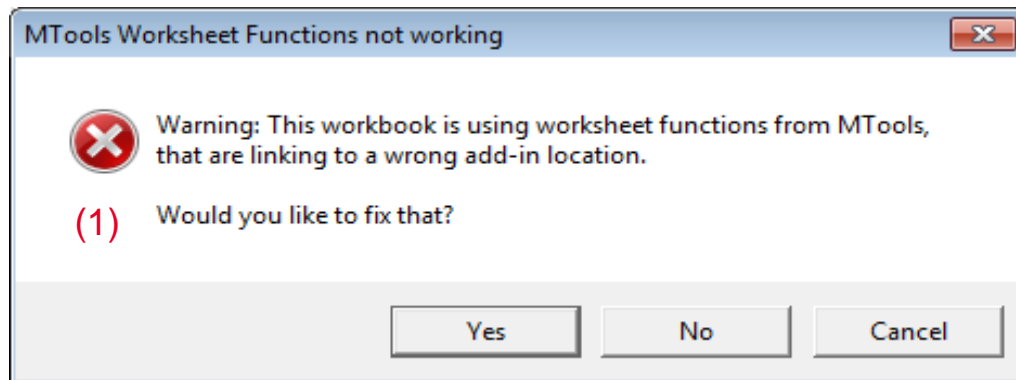 MTools Worksheet Functions not working
Warning: This workbook is using worksheet functions from MTools,
that are linking to a wrong add-in location.
(1) Would you like to fix that?
Yes No Cancel